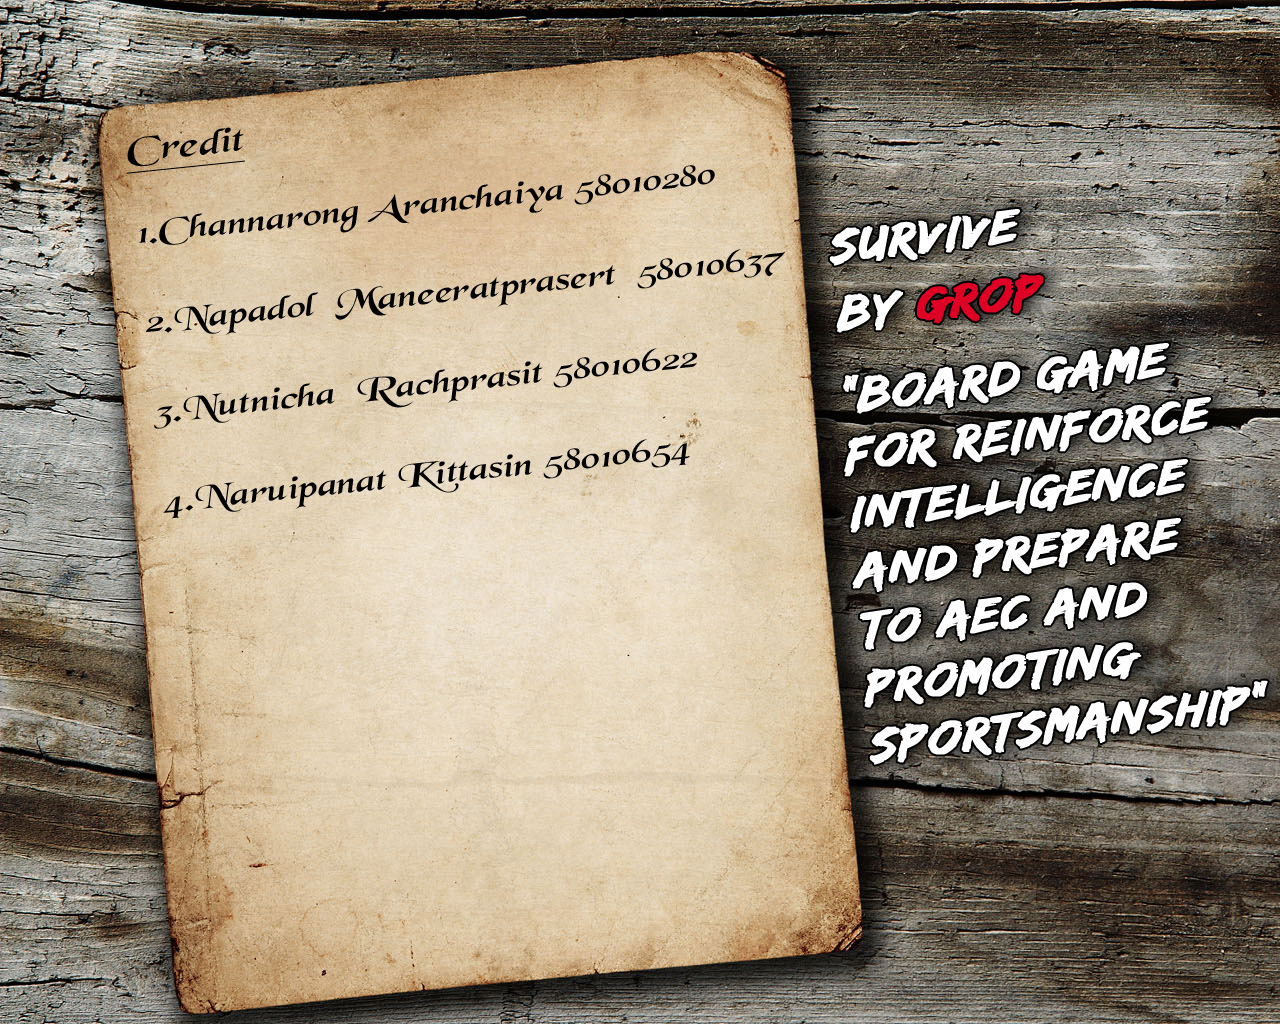 Credit
1.Channarong Aranchaiya 58010280
2.Napadol Maneeratprasert 58010637
3.Nutnicha Rachprasit 58010622
4.Naruipanat Kittasin 58010654
SURVIVE
BY GROP
"BOARD GAME
FOR REINFORCE
INTELLIGENCE
AND PREPARE
TO AEC AND
PROMOTING
SPORTSMANSHIP"